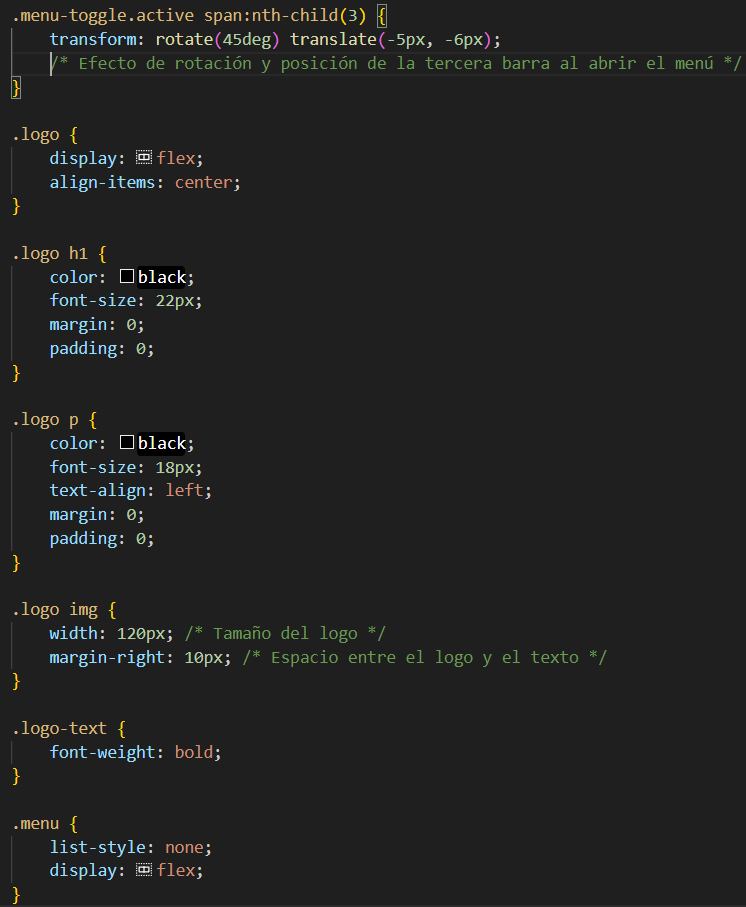 .menu-toggle.active span:nth-child(3) {
    transform: rotate(45deg) translate(-5px, -6px);
    /* Efecto de rotación y posición de la tercera barra al abrir el menú */
}

.logo {
    display: flex;
    align-items: center;
}

.logo h1 {
    color: black;
    font-size: 22px;
    margin: 0;
    padding: 0;
}

.logo p {
    color: black;
    font-size: 18px;
    text-align: left;
    margin: 0;
    padding: 0;
}

.logo img {
    width: 120px; /* Tamaño del logo */
    margin-right: 10px; /* Espacio entre el logo y el texto */
}

.logo-text {
    font-weight: bold;
}

.menu {
    list-style: none;
    display: flex;
}